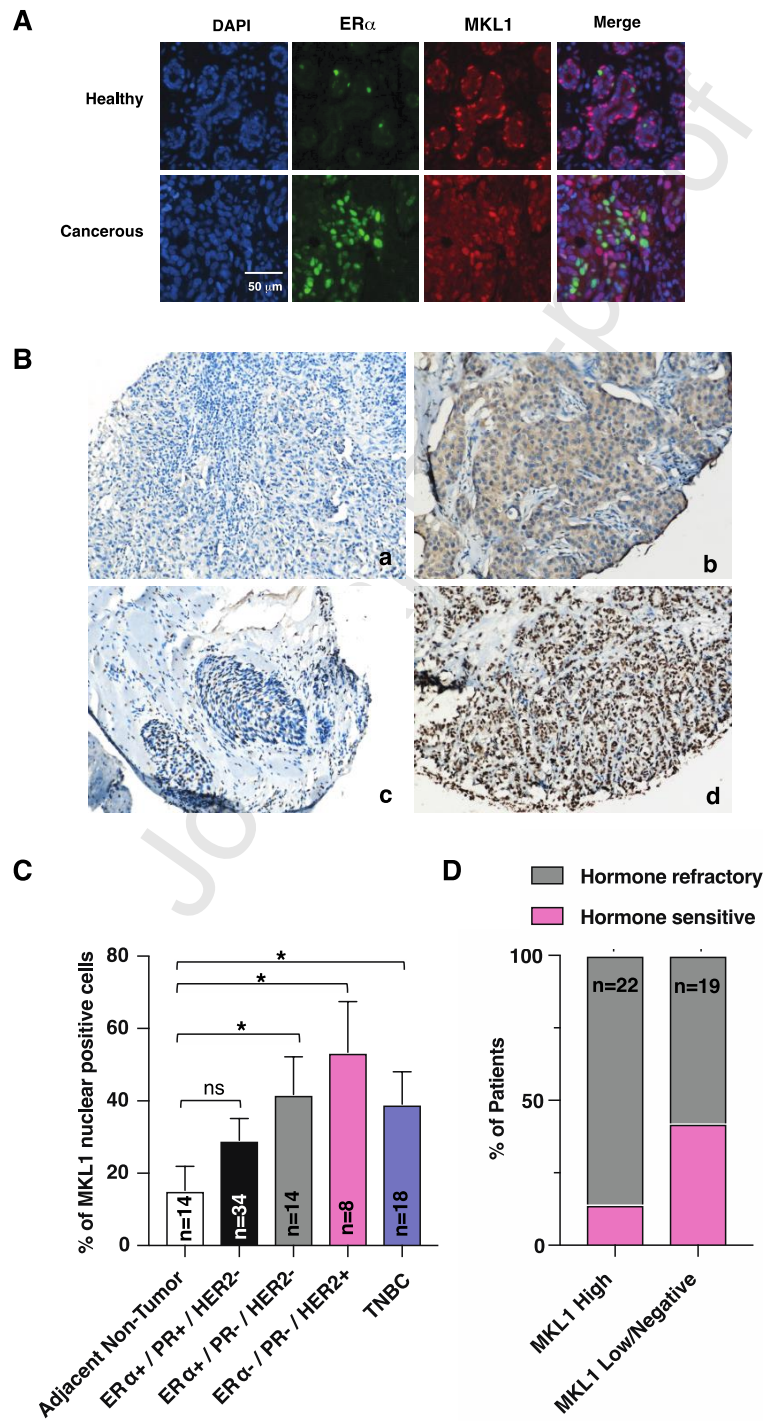 A
DAPI
ERα
MKL1
Merge
Healthy
Cancerous
50 μm
B
a
b
c
d
C
% of MKL1 nuclear positive cells
80
60
40
20
0
*
*
*
ns
n=14
n=34
n=14
n=8
n=18
Adjacent Non-Tumor
ERα+ / PR+ / HER2-
ERα+ / PR- / HER2-
ERα- / PR- / HER2+
TNBC
D
Hormone refractory
Hormone sensitive
% of Patients
100
50
0
n=22
n=19
MKL1 High
MKL1 Low/Negative